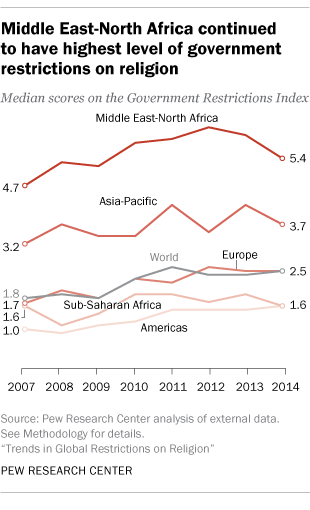 Middle East-North Africa continued
to have highest level of government
restrictions on religion
Median scores on the Government Restrictions Index
Middle East-North Africa
5.4
4.7
Asia-Pacific
3.7
3.2
World
Europe
2.5
1.8
1.7
Sub-Saharan Africa
1.6
1.6
1.0
Americas
2007 2008 2009 2010 2011 2012 2013 2014
Source: Pew Research Center analysis of external data.
See Methodology for details.
“Trends in Global Restrictions on Religion”
PEW RESEARCH CENTER